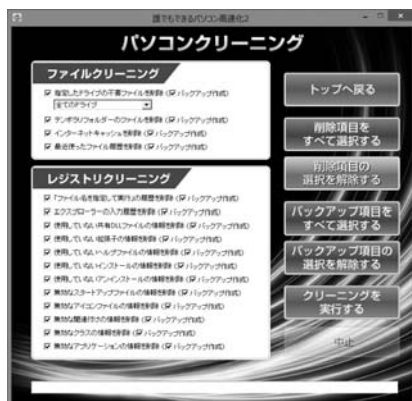 誰でもできるパソコン高速化2
パソコンクリーニング
ファイルクリーニング
指定したドライブの不要ファイルを削除 (バックアップ作成)
全てのドライブ
テンポラリフォルダーのファイルを削除 (バックアップ作成)
インターネットキャッシュを削除 (バックアップ作成)
最近使ったファイル履歴を削除 (バックアップ作成)
レジストリクリーニング
「ファイル名を指定して実行」の履歴を削除 (バックアップ作成)
エクスプローラーの入力履歴を削除 (バックアップ作成)
使用していない共有DLLファイルの情報を削除 (バックアップ作成)
使用していない拡張子の情報を削除 (バックアップ作成)
使用していないヘルプファイルの情報を削除 (バックアップ作成)
使用していないインストールの情報を削除 (バックアップ作成)
使用していないアンインストールの情報を削除 (バックアップ作成)
無効なスタートアップファイルの情報を削除 (バックアップ作成)
無効なアイコンファイルの情報を削除 (バックアップ作成)
無効な関連付けの情報を削除 (バックアップ作成)
無効なクラスの情報を削除 (バックアップ作成)
無効なアプリケーションの情報を削除 (バックアップ作成)
トップへ戻る
削除項目を
すべて選択する
削除項目の
選択を解除する
バックアップ項目を
すべて選択する
バックアップ項目の
選択を解除する
クリーニングを
実行する
中止